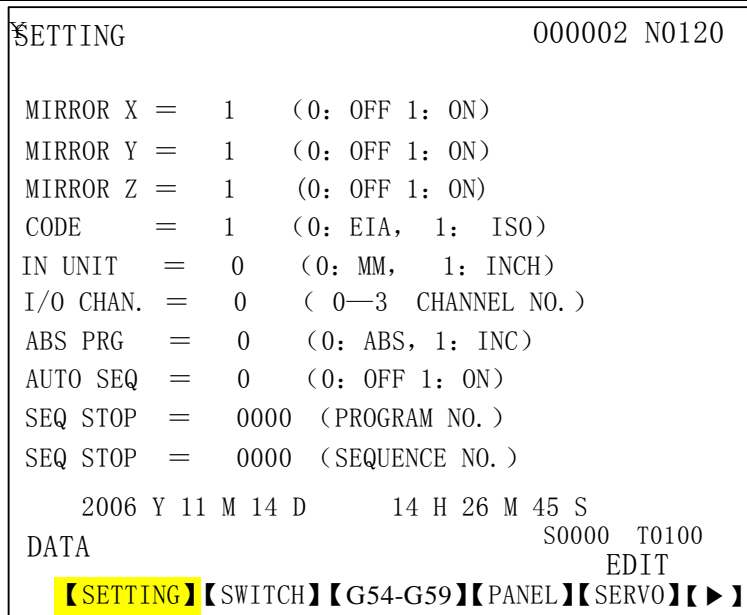 SETTING O00002 N0120
MIRROR X = 1 (0: OFF 1: ON)
MIRROR Y = 1 (0: OFF 1: ON)
MIRROR Z = 1 (0: OFF 1: ON)
CODE = 1 (0: EIA, 1: ISO)
IN UNIT = 0 (0: MM, 1: INCH)
I/O CHAN. = 0 ( 0—3 CHANNEL NO.)
ABS PRG = 0 (0: ABS, 1: INC)
AUTO SEQ = 0 (0: OFF 1: ON)
SEQ STOP = 0000 (PROGRAM NO.)
SEQ STOP = 0000 (SEQUENCE NO.)
2006 Y 11 M 14 D 14 H 26 M 45 S
S0000 T0100
DATA EDIT
【SETTING】【SWITCH】【G54-G59】【PANEL】【SERVO】【▶】